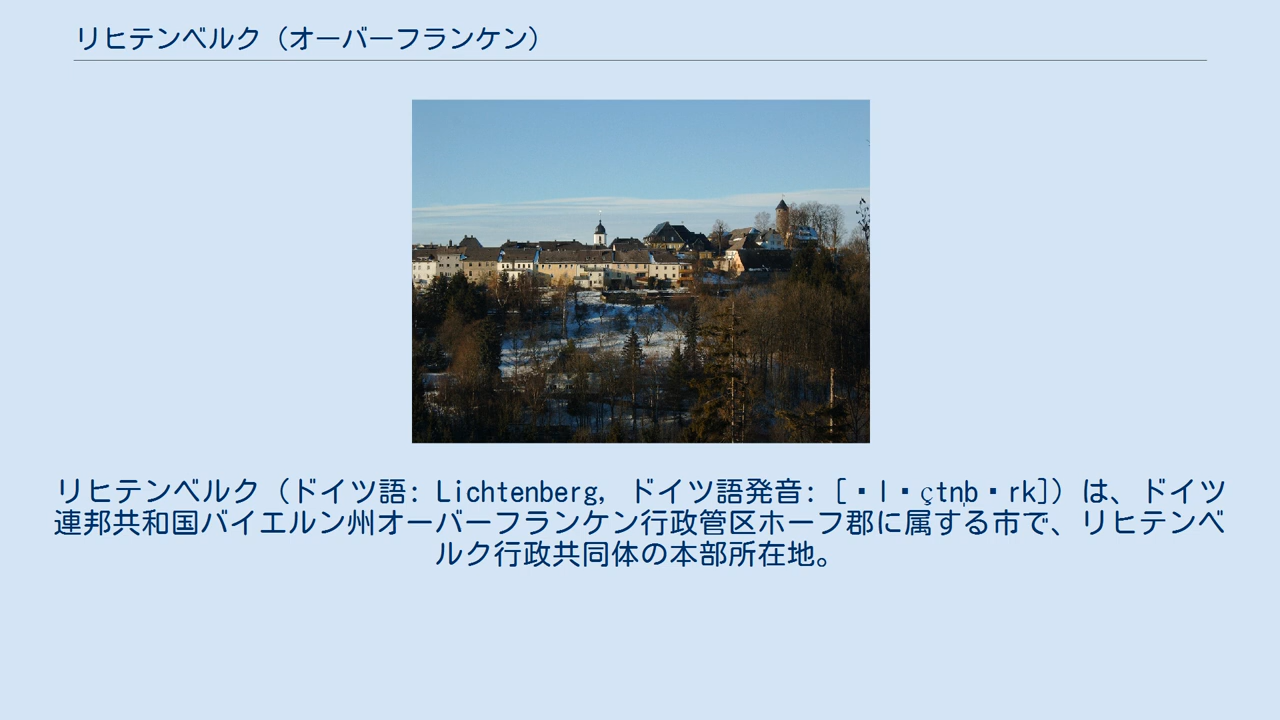 リヒテンベルク（オーバーフランケン）
リヒテンベルク（ドイツ語: Lichtenberg, ドイツ語発音: [▪l▪çtn̩b▪rk]）は、ドイツ
連邦共和国バイエルン州オーバーフランケン行政管区ホーフ郡に属する市で、リヒテンベ
ルク行政共同体の本部所在地。